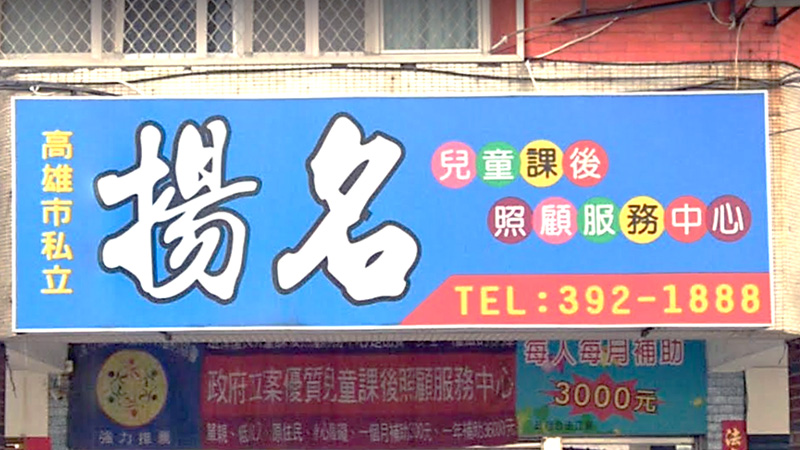 高雄市私立
揚名
兒童課後
照顧服務中心
TEL:392-1888
政府立案優質兒童課後照顧服務中心
每人每月補助
3000元
強力推薦